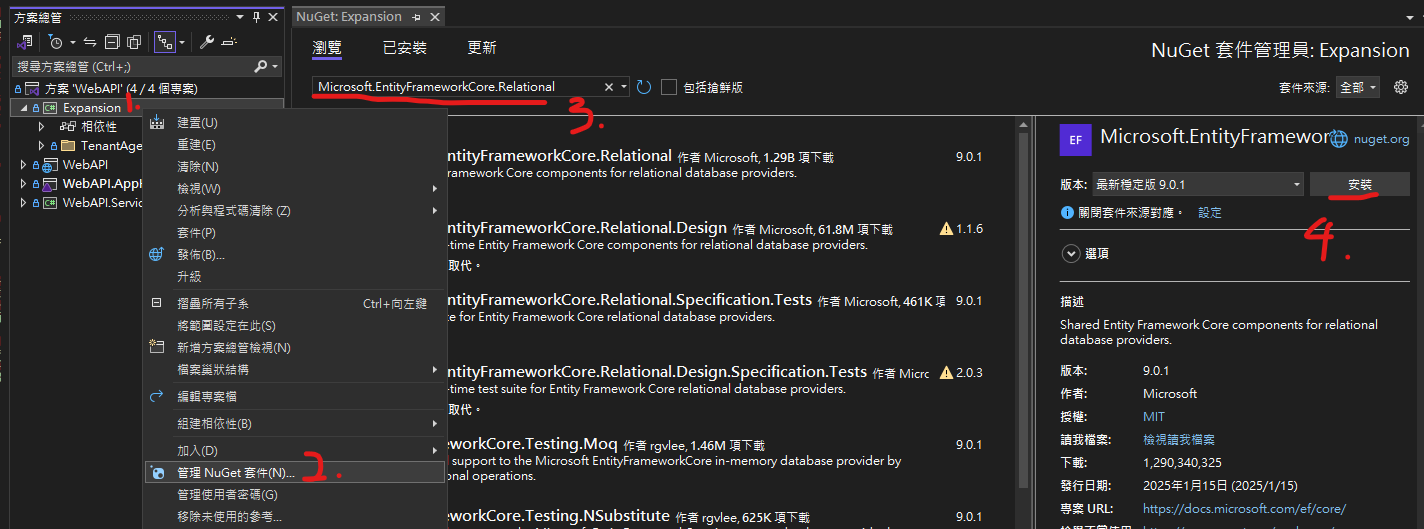 方案總管
搜尋方案總管 (Ctrl+;)
方案 'WebAPI' (4 / 4 個專案)
Expansion
1.
相依性
TenantAge
WebAPI
WebAPI.AppH
WebAPI.Servic
建置(U)
重建(E)
清除(N)
檢視(W)
分析與程式碼清除 (Z)
套件(P)
發佈(B)...
升級
摺疊所有子系 Ctrl+向左鍵
將範圍設定在此(S)
新增方案總管檢視(N)
檔案巢狀結構
編輯專案檔
組建相依性(B)
加入(D)
管理 NuGet 套件(N)...
2.
管理使用者密碼(G)
移除未使用的參考...
NuGet: Expansion
瀏覽 已安裝 更新
NuGet 套件管理員: Expansion
Microsoft.EntityFrameworkCore.Relational
包括搶鮮版
套件來源: 全部
3.
ntityFrameworkCore.Relational 作者 Microsoft, 1.29B 項下載 9.0.1
ework Core components for relational database providers.
ntityFrameworkCore.Relational.Design 作者 Microsoft, 61.8M 項下載 1.1.6
-time Entity Framework Core components for relational database providers.
取代。
ntityFrameworkCore.Relational.Specification.Tests 作者 Microsoft, 461K 項 9.0.1
te for Entity Framework Core relational database providers.
ntityFrameworkCore.Relational.Design.Specification.Tests 作者 Micro 2.0.3
-time test suite for Entity Framework Core relational database providers.
取代。
eworkCore.Testing.Moq 作者 rgvlee, 1.46M 項下載 9.0.1
support to the Microsoft EntityFrameworkCore in-memory database provider by
onal operations.
eworkCore.Testing.NSubstitute 作者 rgvlee, 625K 項下載 9.0.1
EF
Microsoft.EntityFramewor
nuget.org
版本: 最新穩定版 9.0.1 安裝
關閉套件來源對應。 設定
4.
選項
描述
Shared Entity Framework Core components for relational
database providers.
版本: 9.0.1
作者: Microsoft
授權: MIT
讀我檔案: 檢視讀我檔案
下載: 1,290,340,325
發行日期: 2025年1月15日 (2025/1/15)
專案 URL: https://docs.microsoft.com/ef/core/